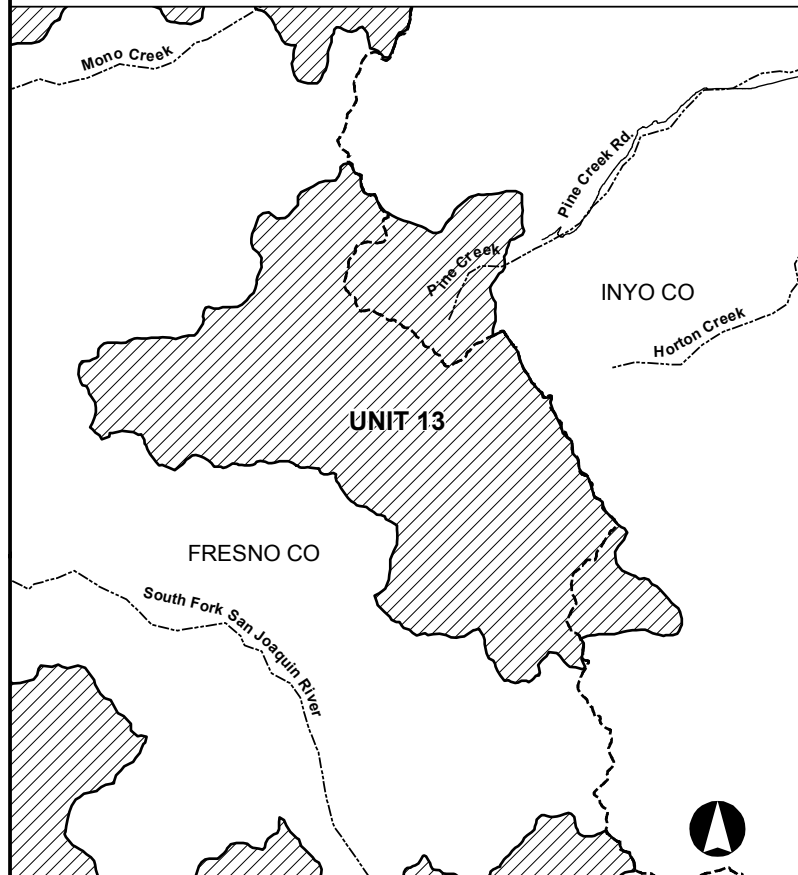 Mono Creek
Pine Creek Rd.
Pine Creek
INYO CO
Horton Creek
UNIT 13
FRESNO CO
South Fork San Joaquin River